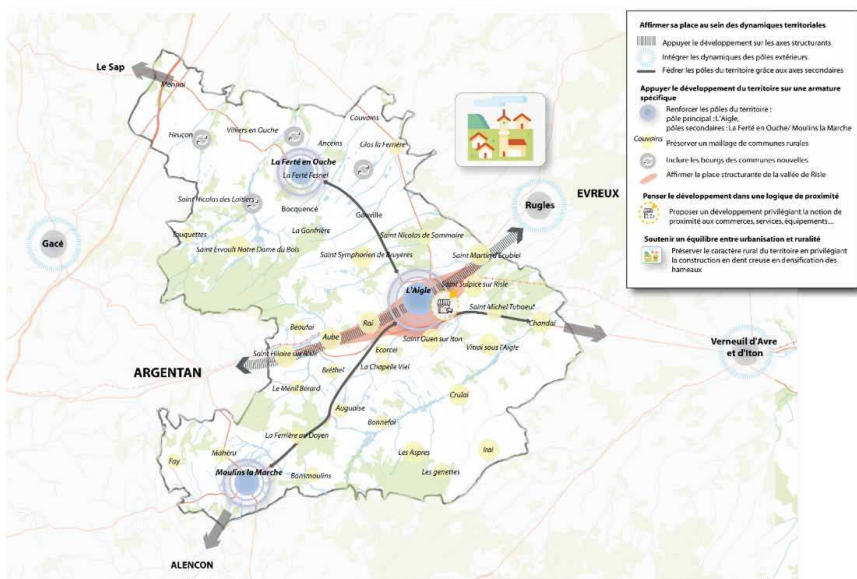 Affirmer sa place au sein des dynamiques territoriales
Appuyer le développement sur les axes structurants
Intégrer les dynamiques des pôles extérieurs
Fédrer les pôles du territoire grâce aux axes secondaires
Appuyer le développement du territoire sur une armature
spécifique
Renforcer les pôles du territoire :
pôle principal : L'Aigle,
pôles secondaires : La Ferté en Ouche/ Moulins la Marche
Couvains
Préserver un maillage de communes rurales
Inclure les bourgs des communes nouvelles
Affirmer la place structurante de la vallée de Risle
Penser le développement dans une logique de proximité
Proposer un développement privilégiant la notion de
proximité aux commerces, services, équipements...
Soutenir un équilibre entre urbanisation et ruralité
Préserver le caractère rural du territoire en privilégiant
la construction en dent creuse en densification des
hameaux
Le Sap
Monnai
Heuçon
Villiers en Ouche
Couvains
Anceins
Glos la Ferrière
La Ferté en Ouche
La Ferté Fresnel
Saint Nicolas des Laitiers
Bocquencé
Gonville
EVREUX
Rugles
Gacé
Touquettes
La Gonfrière
Saint Nicolas de Sommaire
Saint Evroult Notre Dame du Bois
Saint Symphorien de Bruyères
Saint Martin d'Ecublei
L'Aigle
Saint Sulpice sur Risle
Saint Michel Tubœuf
Chandai
Beaufai
Aube
Rai
Saint Ouen sur Iton
Ecorcei
Vitrai sous l'Aigle
Verneuil d'Avre
et d'Iton
Saint Hilaire sur Risle
ARGENTAN
Brethel
La Chapelle Viel
Le Ménil Bérard
Crulai
Auguaise
Bonnefoi
La Ferrière au Doyen
Mahéru
Fay
Les Aspres
Irai
Moulins la Marche
Bonsmoulins
Les genettes
ALENCON